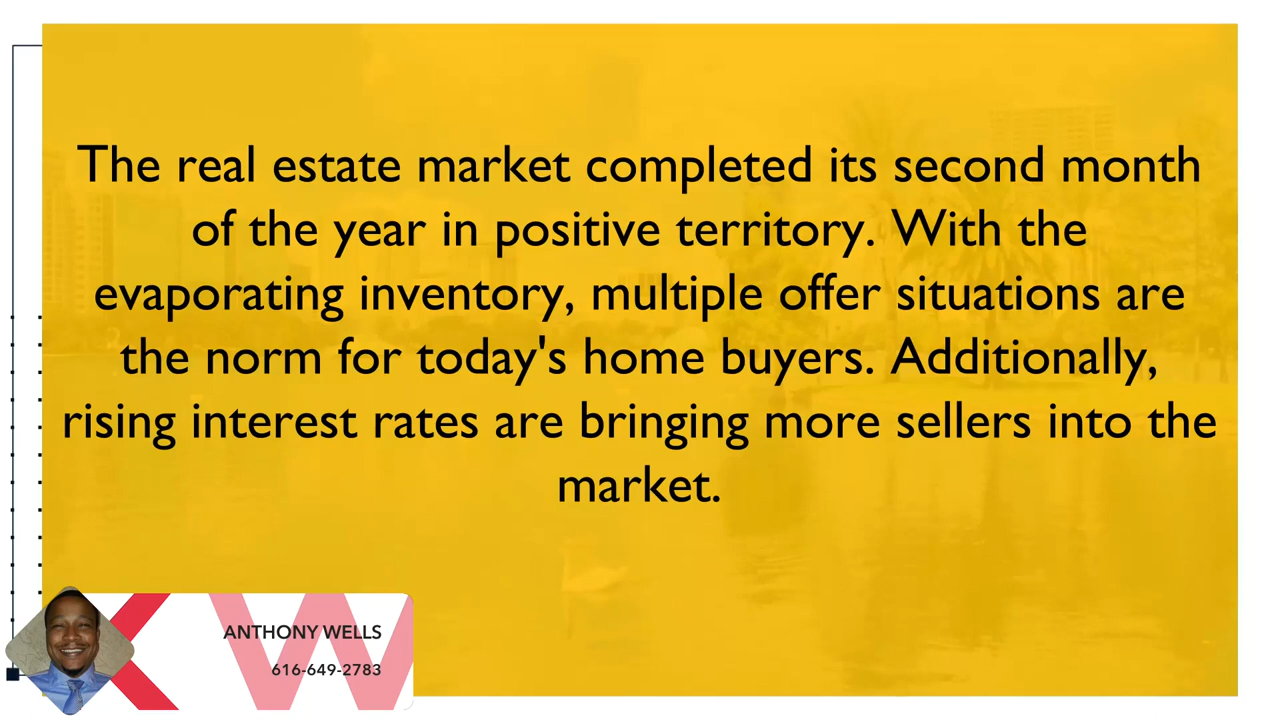 The real estate market completed its second month
of the year in positive territory. With the
evaporating inventory, multiple offer situations are
the norm for today's home buyers. Additionally,
rising interest rates are bringing more sellers into the
market.
KW
ANTHONY WELLS
616-649-2783